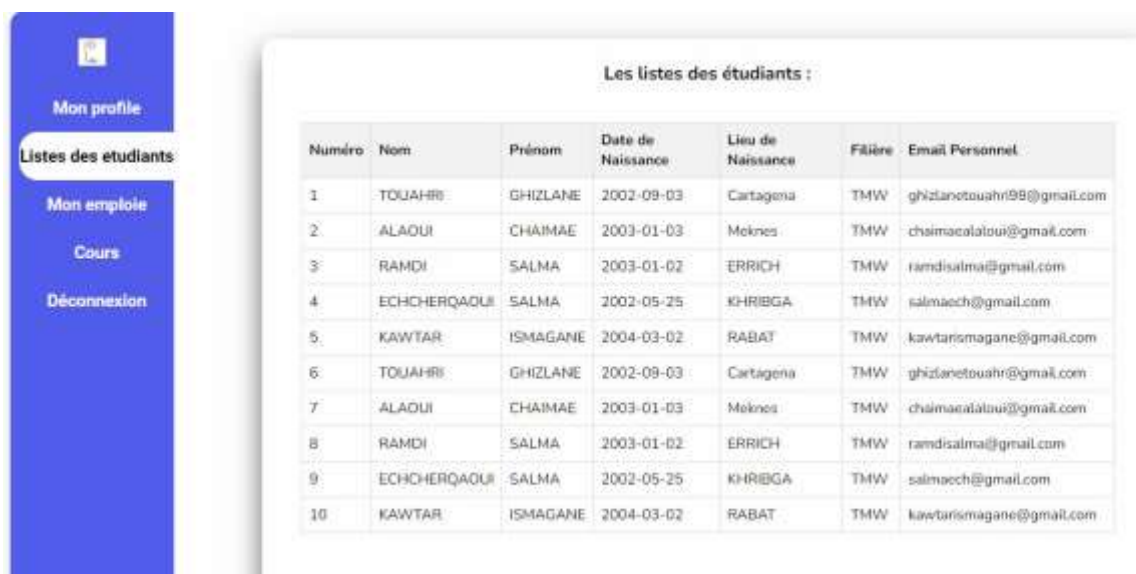 Mon profile
Listes des etudiants
Mon emploie
Cours
Déconnexion
Les listes des étudiants :
Numéro Nom Prénom Date de Naissance Lieu de Naissance Filière Email Personnel
1 TOUAHRI GHIZLANE 2002-09-03 Cartagena TMW ghizlanetouahri98@gmail.com
2 ALAOUI CHAIMAE 2003-01-03 Meknes TMW chaimaealaloui@gmail.com
3 RAMDI SALMA 2003-01-02 ERRICH TMW ramdisalma@gmail.com
4 ECHCHERQAOUI SALMA 2002-05-25 KHRIBGA TMW salmaech@gmail.com
5 KAWTAR ISMAGANE 2004-03-02 RABAT TMW kawtarismagane@gmail.com
6 TOUAHRI GHIZLANE 2002-09-03 Cartagena TMW ghizlanetouahr@gmail.com
7 ALAOUI CHAIMAE 2003-01-03 Meknes TMW chaimaealaloui@gmail.com
8 RAMDI SALMA 2003-01-02 ERRICH TMW ramdisalma@gmail.com
9 ECHCHERQAOUI SALMA 2002-05-25 KHRIBGA TMW salmaech@gmail.com
10 KAWTAR ISMAGANE 2004-03-02 RABAT TMW kawtarismagane@gmail.com